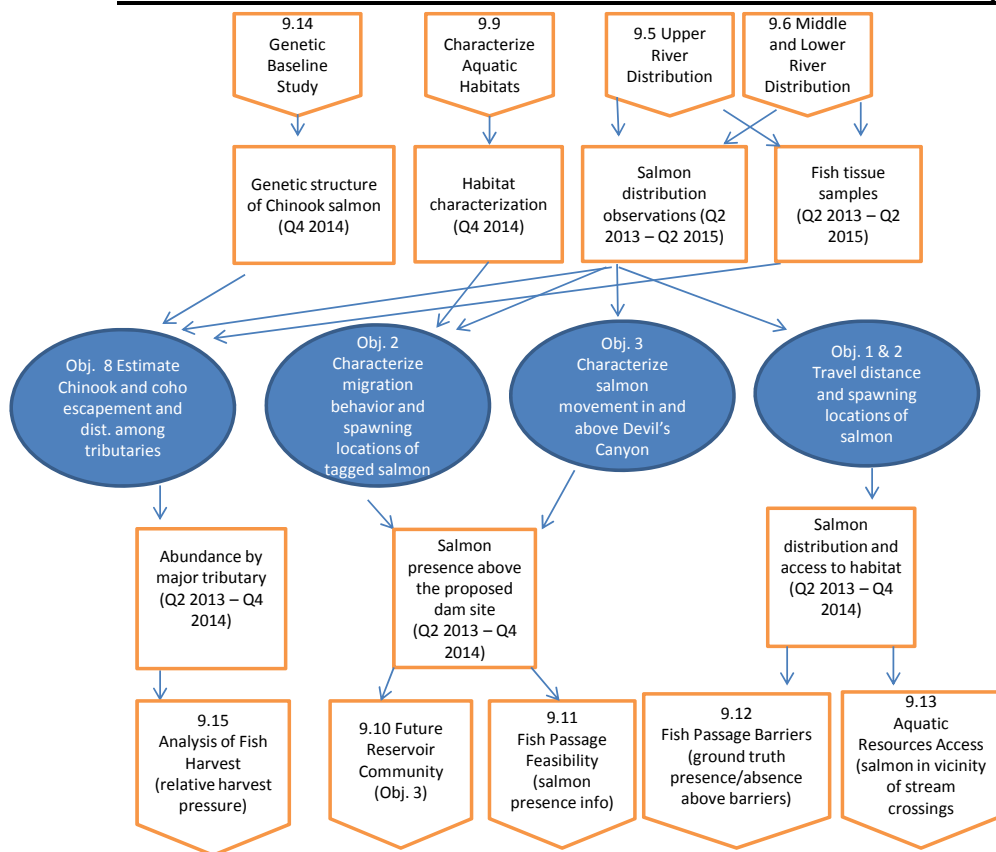 9.14
Genetic
Baseline
Study
9.9
Characterize
Aquatic
Habitats
9.5 Upper
River
Distribution
9.6 Middle
and Lower
River
Distribution
Genetic structure
of Chinook salmon
(Q4 2014)
Habitat
characterization
(Q4 2014)
Salmon
distribution
observations (Q2
2013 – Q2 2015)
Fish tissue
samples
(Q2 2013 – Q2
2015)
Obj. 8 Estimate
Chinook and coho
escapement and
dist. among
tributaries
Obj. 2
Characterize
migration
behavior and
spawning
locations of
tagged salmon
Obj. 3
Characterize
salmon
movement in and
above Devil's
Canyon
Obj. 1 & 2
Travel distance
and spawning
locations of
salmon
Abundance by
major tributary
(Q2 2013 – Q4
2014)
Salmon
presence above
the proposed
dam site
(Q2 2013 – Q4
2014)
Salmon
distribution and
access to habitat
(Q2 2013 – Q4
2014)
9.15
Analysis of Fish
Harvest
(relative harvest
pressure)
9.10 Future
Reservoir
Community
(Obj. 3)
9.11
Fish Passage
Feasibility
(salmon
presence info)
9.12
Fish Passage Barriers
(ground truth
presence/absence
above barriers)
9.13
Aquatic
Resources Access
(salmon in vicinity
of stream
crossings